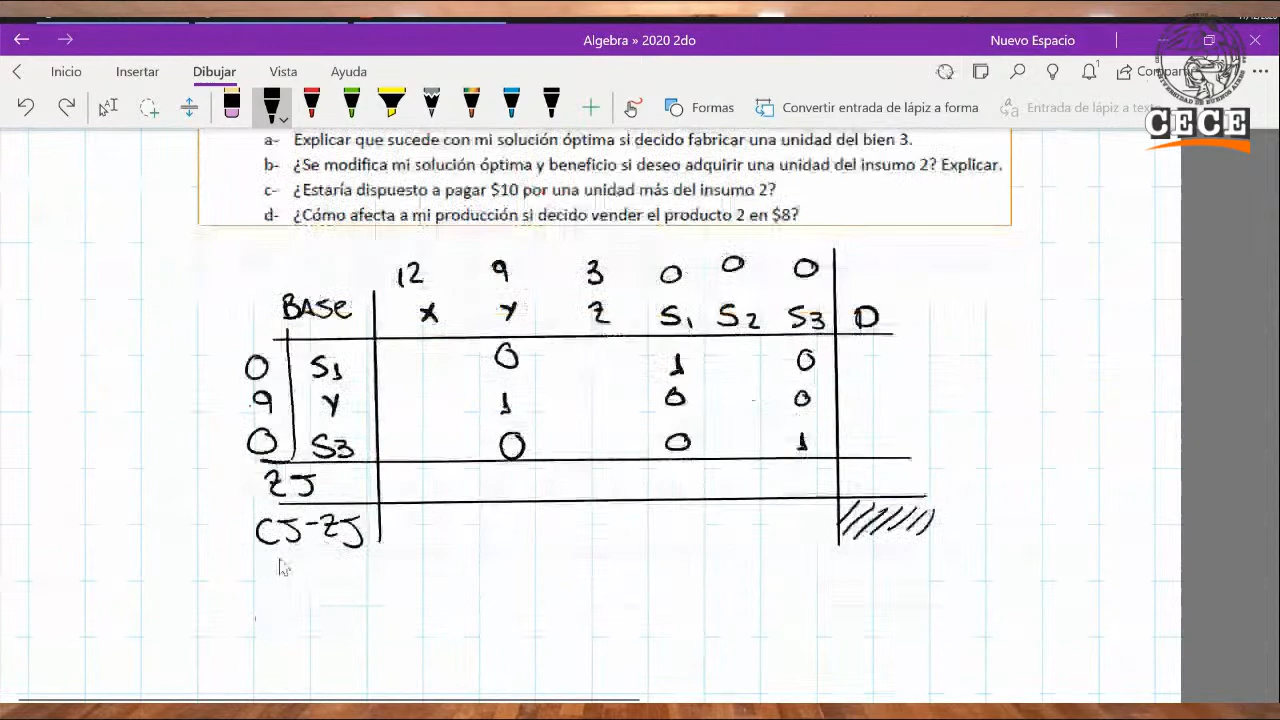 Algebra » 2020 2do
Nuevo Espacio
Inicio Insertar Dibujar Vista Ayuda
Formas Convertir entrada de lápiz a forma Entrada de lápiz a
CECE
a- Explicar que sucede con mi solución óptima si decido fabricar una unidad del bien 3.
b- ¿Se modifica mi solución óptima y beneficio si deseo adquirir una unidad del insumo 2? Explicar.
c- ¿Estaría dispuesto a pagar $10 por una unidad más del insumo 2?
d- ¿Cómo afecta a mi producción si decido vender el producto 2 en $8?
12 9 3 0 0 0
BASE X Y Z S1 S2 S3 D
0 S1 0 1 0
9 Y 1 0 0
0 S3 0 0 1
ZJ
CJ-ZJ